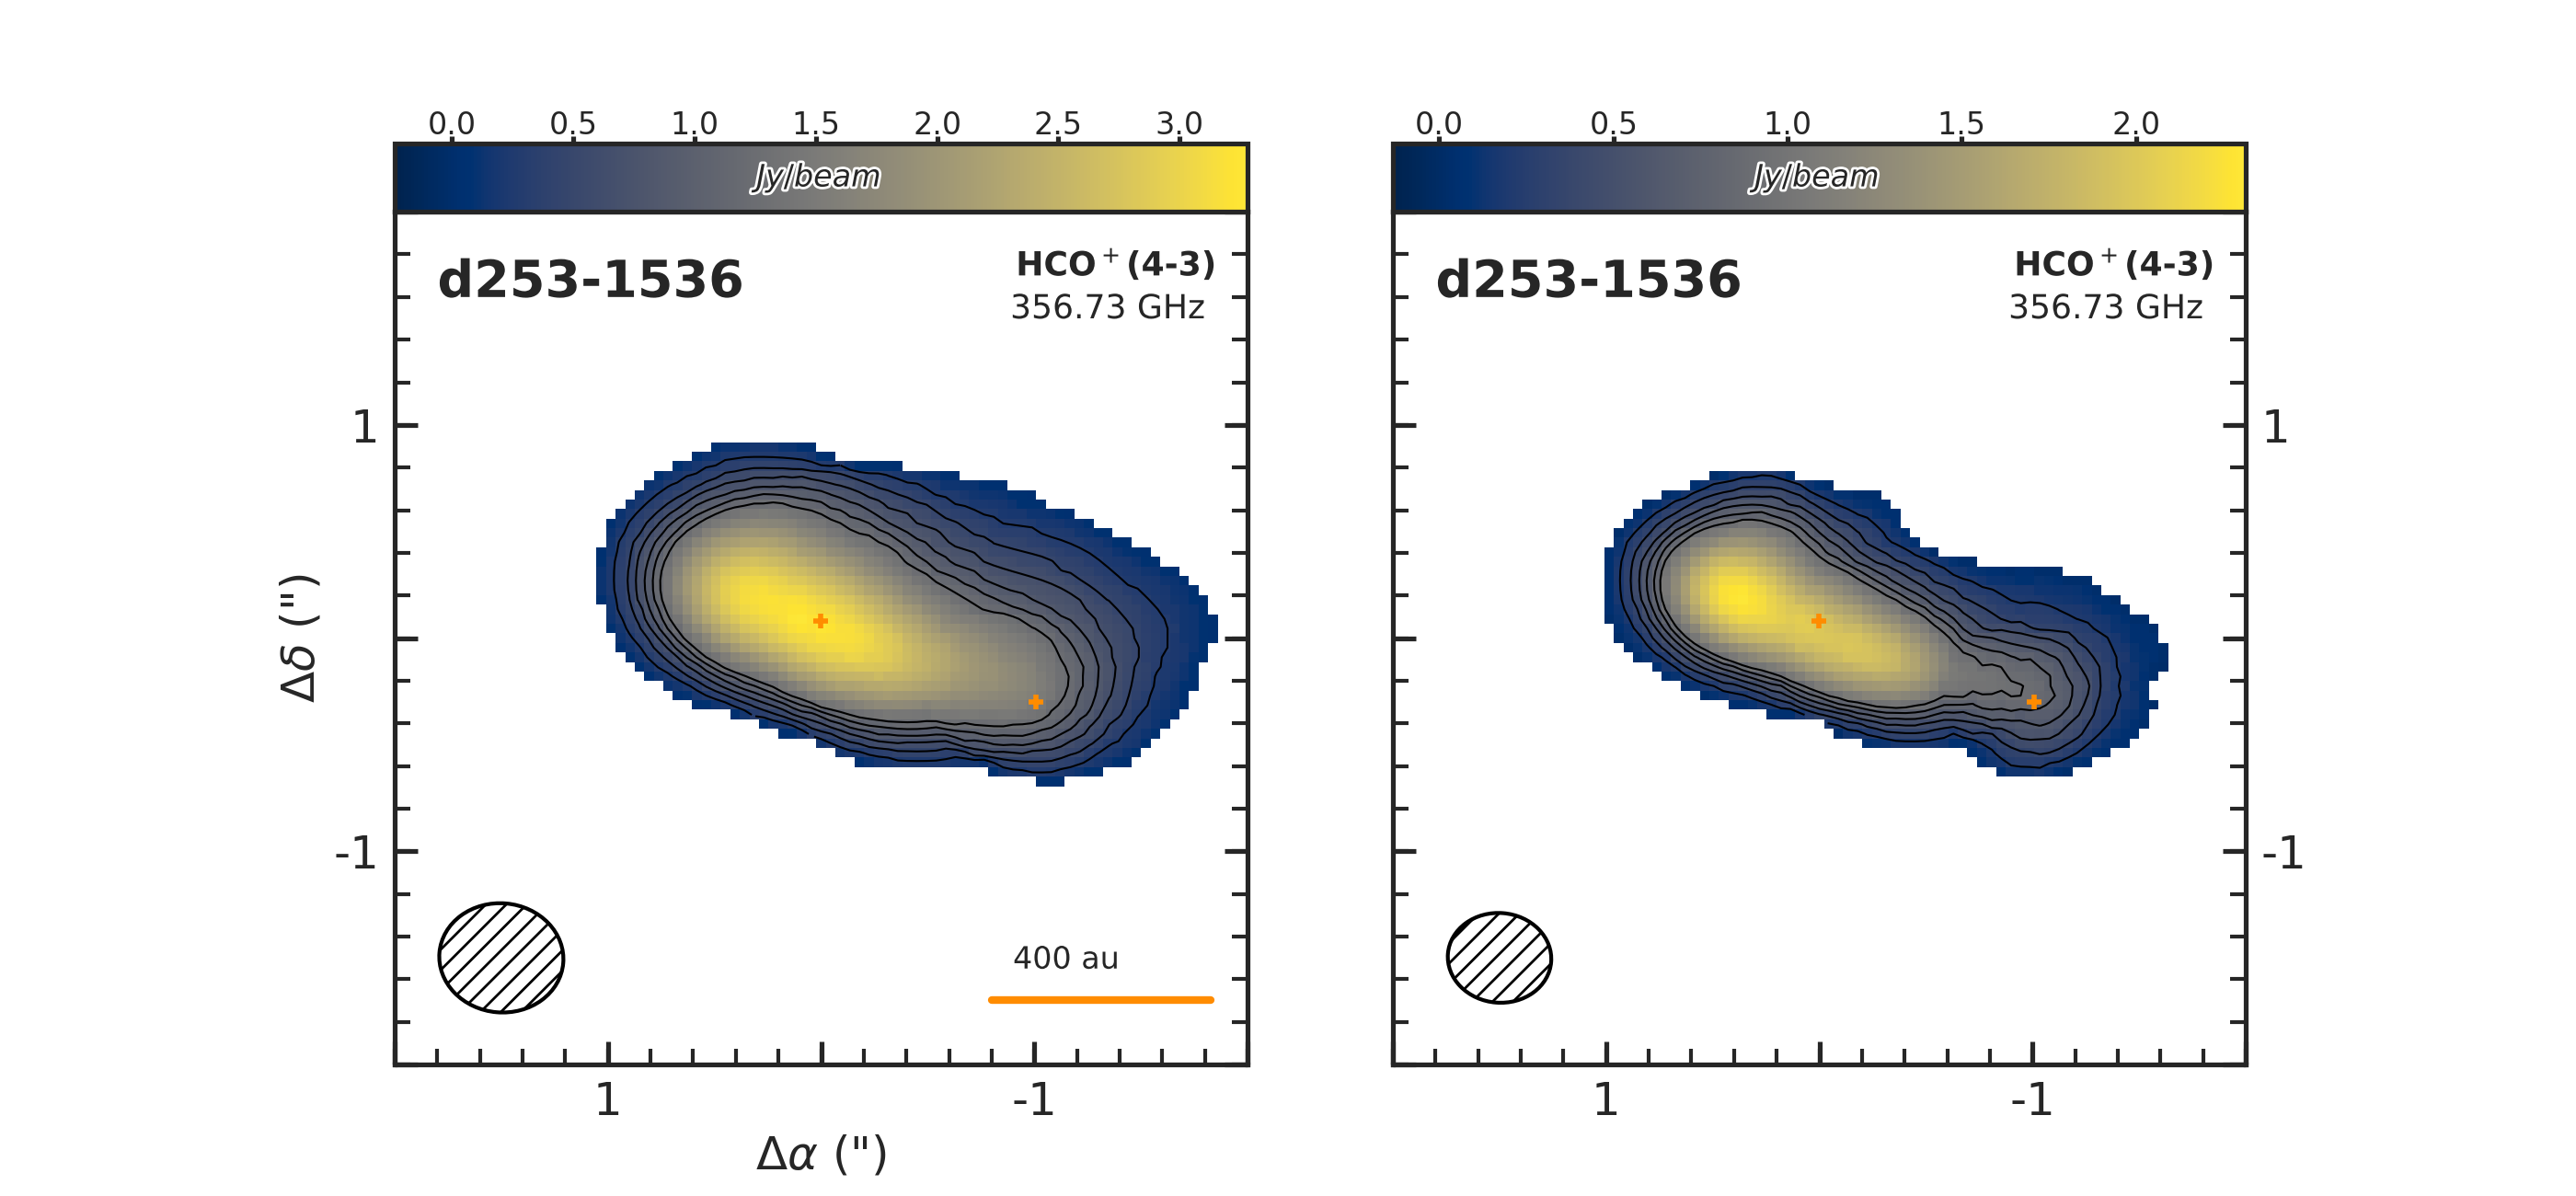 0.0 0.5 1.0 1.5 2.0 2.5 3.0
Jy/beam
d253-1536
HCO⁺(4-3)
356.73 GHz
1
-1
Δδ (")
400 au
1 -1
Δα (")
0.0 0.5 1.0 1.5 2.0
Jy/beam
d253-1536
HCO⁺(4-3)
356.73 GHz
1
-1
1 -1